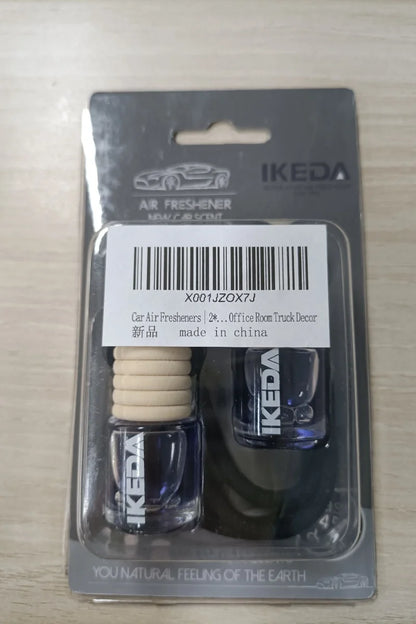 IKEDA
AIR FRESHENER
NEW CAR SCENT
X001JZOX7J
Car Air Fresheners | 2*... Office Room Truck Decor
新品 made in china
IKEDA
IKEDA
YOU NATURAL FEELING OF THE EARTH